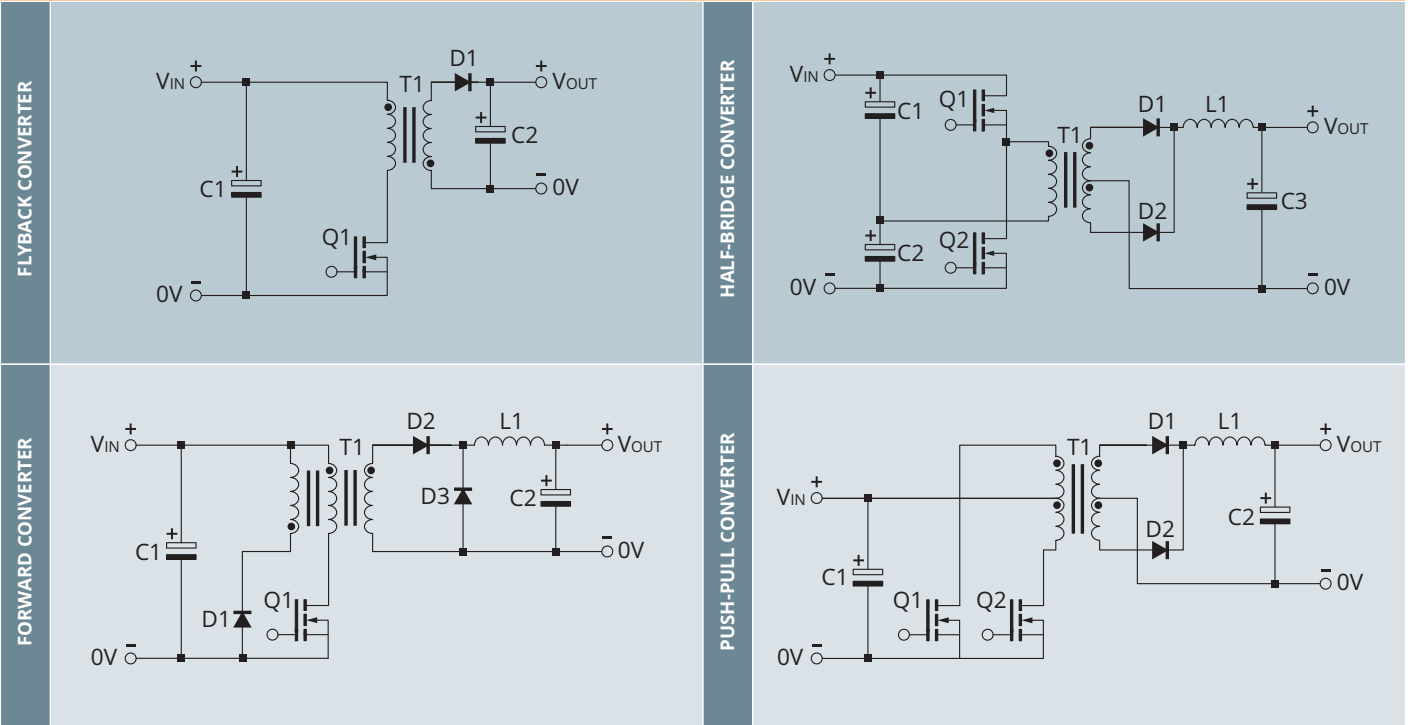 FLYBACK CONVERTER
+
VIN
T1
D1
+
VOUT
+
C2
+
C1
−
0V
Q1
−
0V
HALF-BRIDGE CONVERTER
+
VIN
+
C1
Q1
T1
D1
L1
+
VOUT
D2
+
C3
+
C2
Q2
−
0V
−
0V
FORWARD CONVERTER
+
VIN
T1
D2
L1
+
VOUT
D3
+
C2
+
C1
−
0V
D1
Q1
−
0V
PUSH-PULL CONVERTER
+
VIN
T1
D1
L1
+
VOUT
D2
+
C2
+
C1
Q1
Q2
−
0V
−
0V